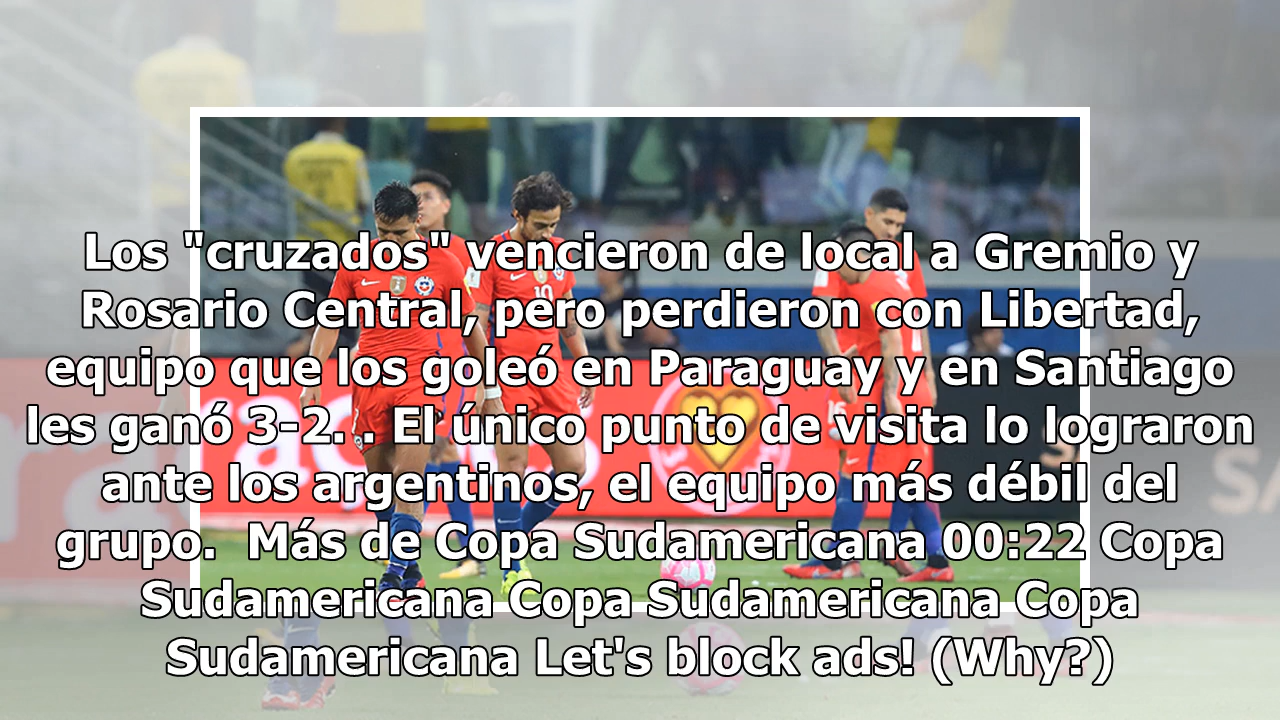 Los "cruzados" vencieron de local a Gremio y
Rosario Central, pero perdieron con Libertad,
equipo que los goleó en Paraguay y en Santiago
les ganó 3-2. . El único punto de visita lo lograron
ante los argentinos, el equipo más débil del
grupo.  Más de Copa Sudamericana 00:22 Copa
Sudamericana Copa Sudamericana Copa
Sudamericana Let's block ads! (Why?)
10